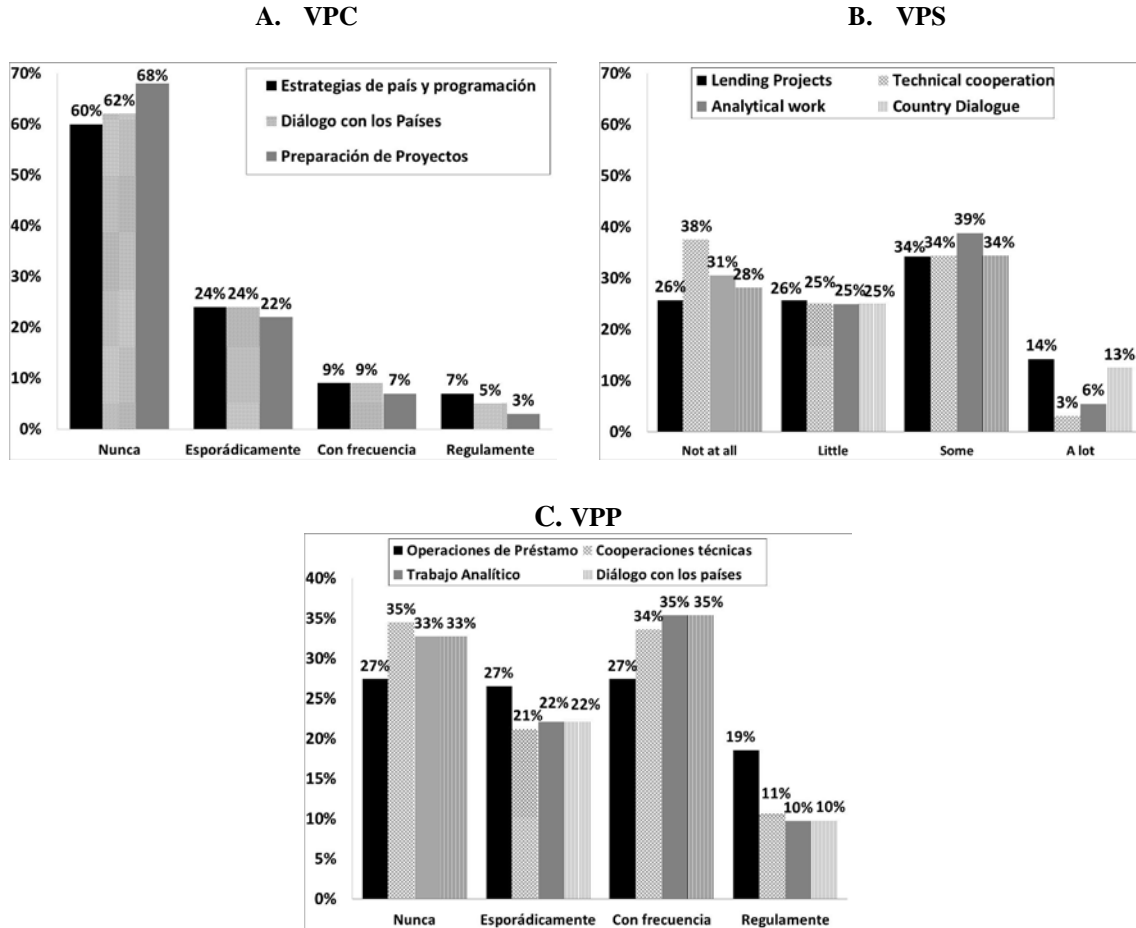 A. VPC
B. VPS
70%
60%
50%
40%
30%
20%
10%
0%
Estrategias de país y programación
Diálogo con los Países
Preparación de Proyectos
60%
62%
68%
24%
24%
22%
9%
9%
7%
7%
5%
3%
Nunca
Esporádicamente
Con frecuencia
Regulamente
70%
60%
50%
40%
30%
20%
10%
0%
Lending Projects
Technical cooperation
Analytical work
Country Dialogue
26%
38%
31%
28%
26%
25%
25%
25%
34%
34%
39%
34%
14%
3%
6%
13%
Not at all
Little
Some
A lot
C. VPP
Operaciones de Préstamo
Cooperaciones técnicas
Trabajo Analítico
Diálogo con los países
40%
35%
30%
25%
20%
15%
10%
5%
0%
27%
35%
33%
33%
27%
21%
22%
22%
27%
34%
35%
35%
19%
11%
10%
10%
Nunca
Esporádicamente
Con frecuencia
Regulamente